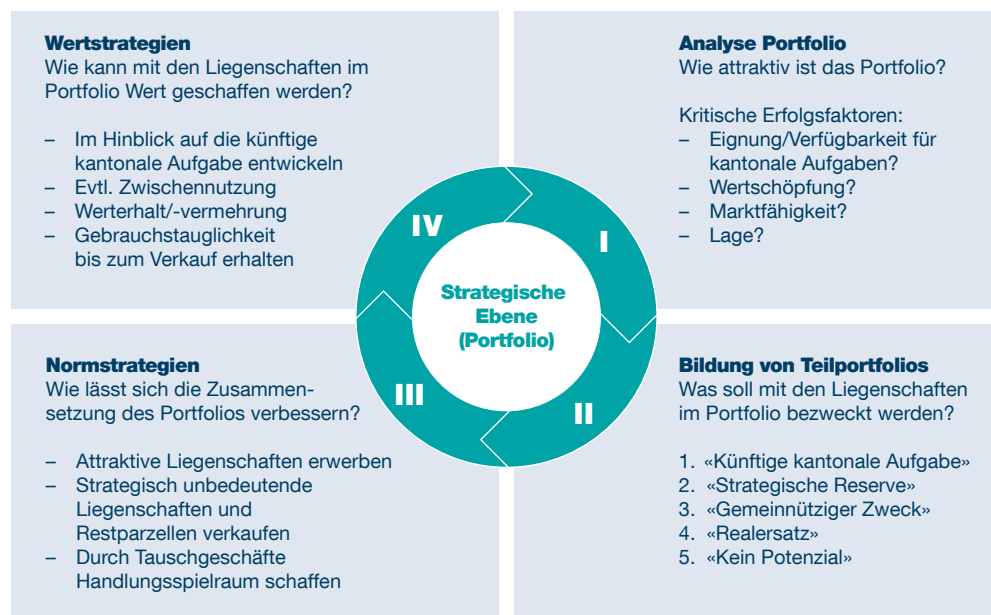 Wertstrategien
Wie kann mit den Liegenschaften im
Portfolio Wert geschaffen werden?
– Im Hinblick auf die künftige
kantonale Aufgabe entwickeln
– Evtl. Zwischennutzung
– Werterhalt/-vermehrung
– Gebrauchstauglichkeit
bis zum Verkauf erhalten
Analyse Portfolio
Wie attraktiv ist das Portfolio?
Kritische Erfolgsfaktoren:
– Eignung/Verfügbarkeit für
kantonale Aufgaben?
– Wertschöpfung?
– Marktfähigkeit?
– Lage?
IV
I
Strategische
Ebene
(Portfolio)
III
II
Normstrategien
Wie lässt sich die Zusammen-
setzung des Portfolios verbessern?
– Attraktive Liegenschaften erwerben
– Strategisch unbedeutende
Liegenschaften und
Restparzellen verkaufen
– Durch Tauschgeschäfte
Handlungsspielraum schaffen
Bildung von Teilportfolios
Was soll mit den Liegenschaften
im Portfolio bezweckt werden?
1. «Künftige kantonale Aufgabe»
2. «Strategische Reserve»
3. «Gemeinnütziger Zweck»
4. «Realersatz»
5. «Kein Potenzial»